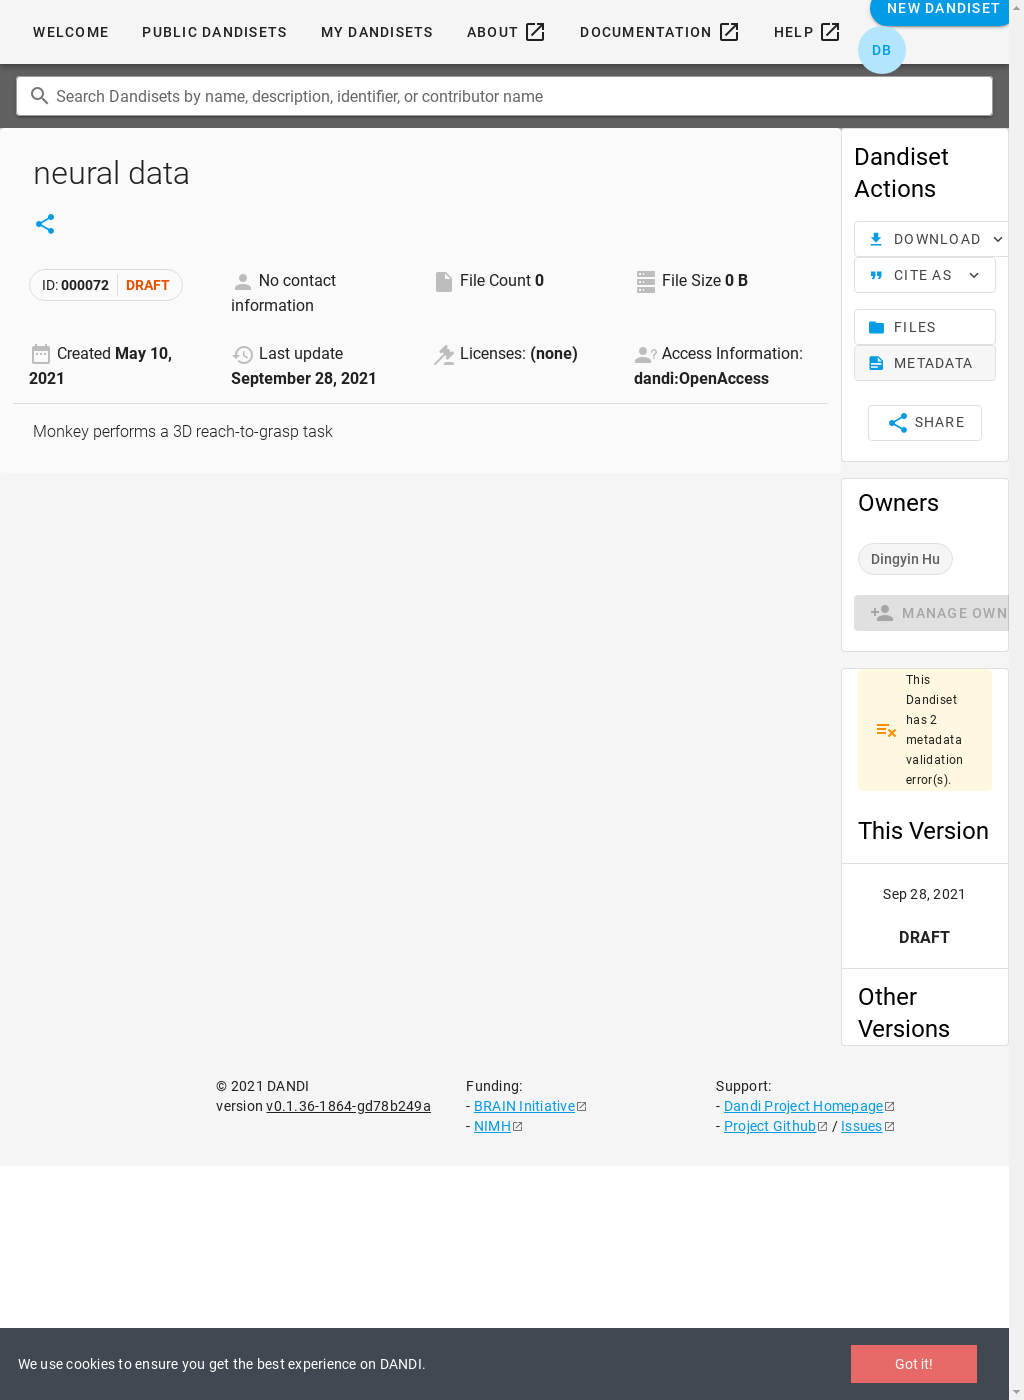 WELCOME PUBLIC DANDISETS MY DANDISETS ABOUT DOCUMENTATION HELP NEW DANDISET
DB
Search Dandisets by name, description, identifier, or contributor name
neural data
ID: 000072 DRAFT
No contact
information
File Count 0
File Size 0 B
Created May 10,
2021
Last update
September 28, 2021
Licenses: (none)
Access Information:
dandi:OpenAccess
Monkey performs a 3D reach-to-grasp task
Dandiset
Actions
DOWNLOAD
CITE AS
FILES
METADATA
SHARE
Owners
Dingyin Hu
MANAGE OWN
This
Dandiset
has 2
metadata
validation
error(s).
This Version
Sep 28, 2021
DRAFT
Other
Versions
© 2021 DANDI
version v0.1.36-1864-gd78b249a
Funding:
- BRAIN Initiative
- NIMH
Support:
- Dandi Project Homepage
- Project Github / Issues
We use cookies to ensure you get the best experience on DANDI.
Got it!